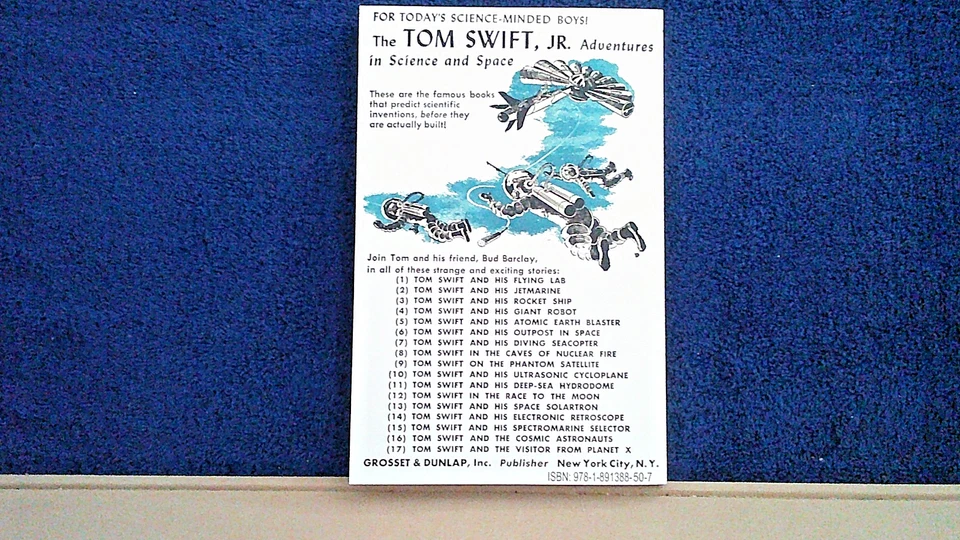 FOR TODAY'S SCIENCE-MINDED BOYS!
The TOM SWIFT, JR. Adventures
in Science and Space
These are the famous books
that predict scientific
inventions, before they
are actually built!
Join Tom and his friend, Bud Barclay,
in all of these strange and exciting stories:
(1) TOM SWIFT AND HIS FLYING LAB
(2) TOM SWIFT AND HIS JETMARINE
(3) TOM SWIFT AND HIS ROCKET SHIP
(4) TOM SWIFT AND HIS GIANT ROBOT
(5) TOM SWIFT AND HIS ATOMIC EARTH BLASTER
(6) TOM SWIFT AND HIS OUTPOST IN SPACE
(7) TOM SWIFT AND HIS DIVING SEACOPTER
(8) TOM SWIFT IN THE CAVES OF NUCLEAR FIRE
(9) TOM SWIFT ON THE PHANTOM SATELLITE
(10) TOM SWIFT AND HIS ULTRASONIC CYCLOPLANE
(11) TOM SWIFT AND HIS DEEP-SEA HYDRODOME
(12) TOM SWIFT IN THE RACE TO THE MOON
(13) TOM SWIFT AND HIS SPACE SOLARTRON
(14) TOM SWIFT AND HIS ELECTRONIC RETROSCOPE
(15) TOM SWIFT AND HIS SPECTROMARINE SELECTOR
(16) TOM SWIFT AND THE COSMIC ASTRONAUTS
(17) TOM SWIFT AND THE VISITOR FROM PLANET X
GROSSET & DUNLAP, Inc. Publisher New York City, N.Y.
ISBN: 978-1-891388-50-7